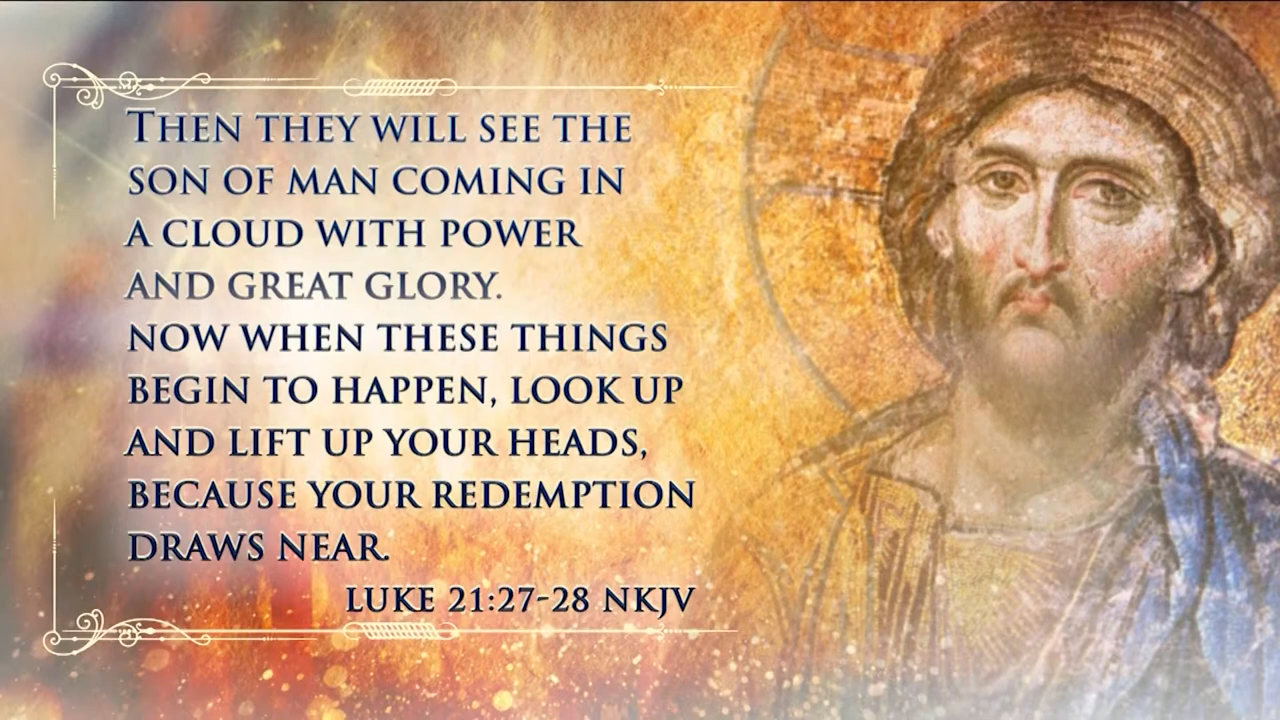 THEN THEY WILL SEE THE
SON OF MAN COMING IN
A CLOUD WITH POWER
AND GREAT GLORY.
NOW WHEN THESE THINGS
BEGIN TO HAPPEN, LOOK UP
AND LIFT UP YOUR HEADS,
BECAUSE YOUR REDEMPTION
DRAWS NEAR.
LUKE 21:27-28 NKJV